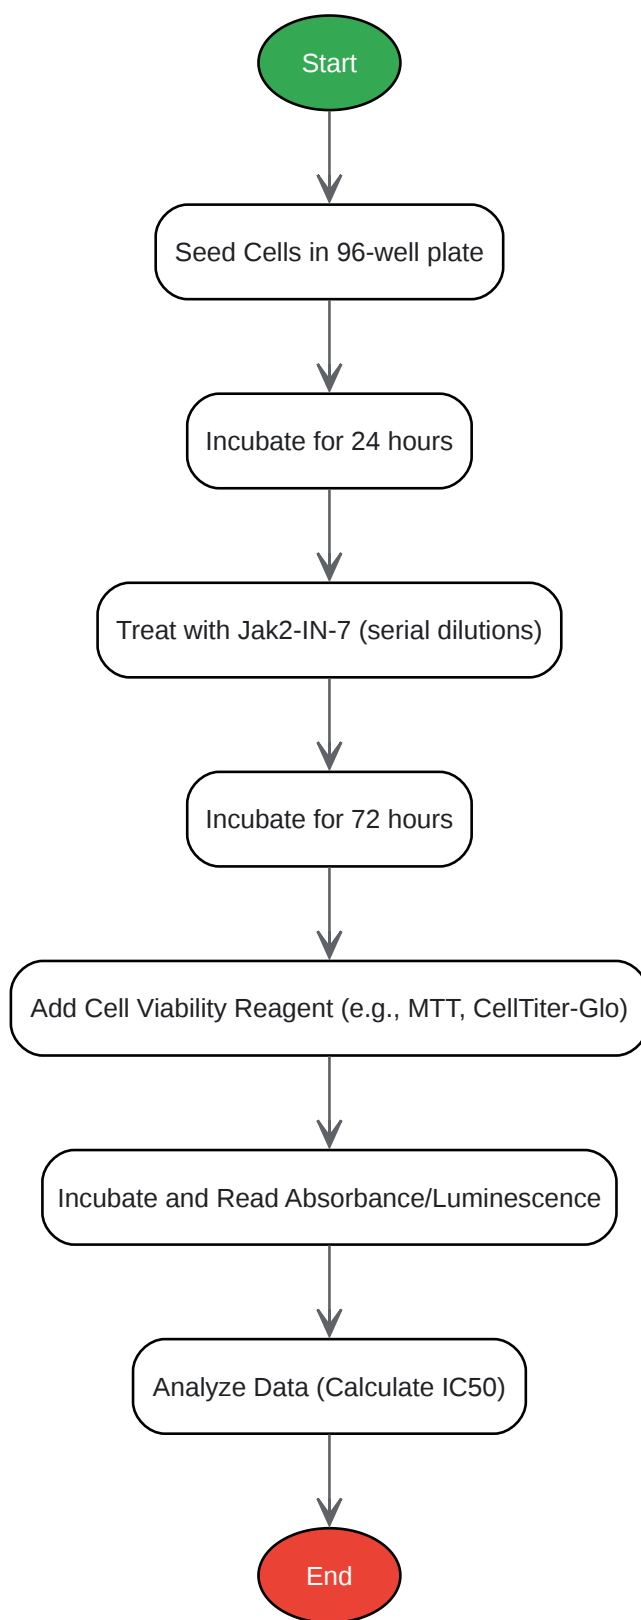 Start
Seed Cells in 96-well plate
Incubate for 24 hours
Treat with Jak2-IN-7 (serial dilutions)
Incubate for 72 hours
Add Cell Viability Reagent (e.g., MTT, CellTiter-Glo)
Incubate and Read Absorbance/Luminescence
Analyze Data (Calculate IC50)
End